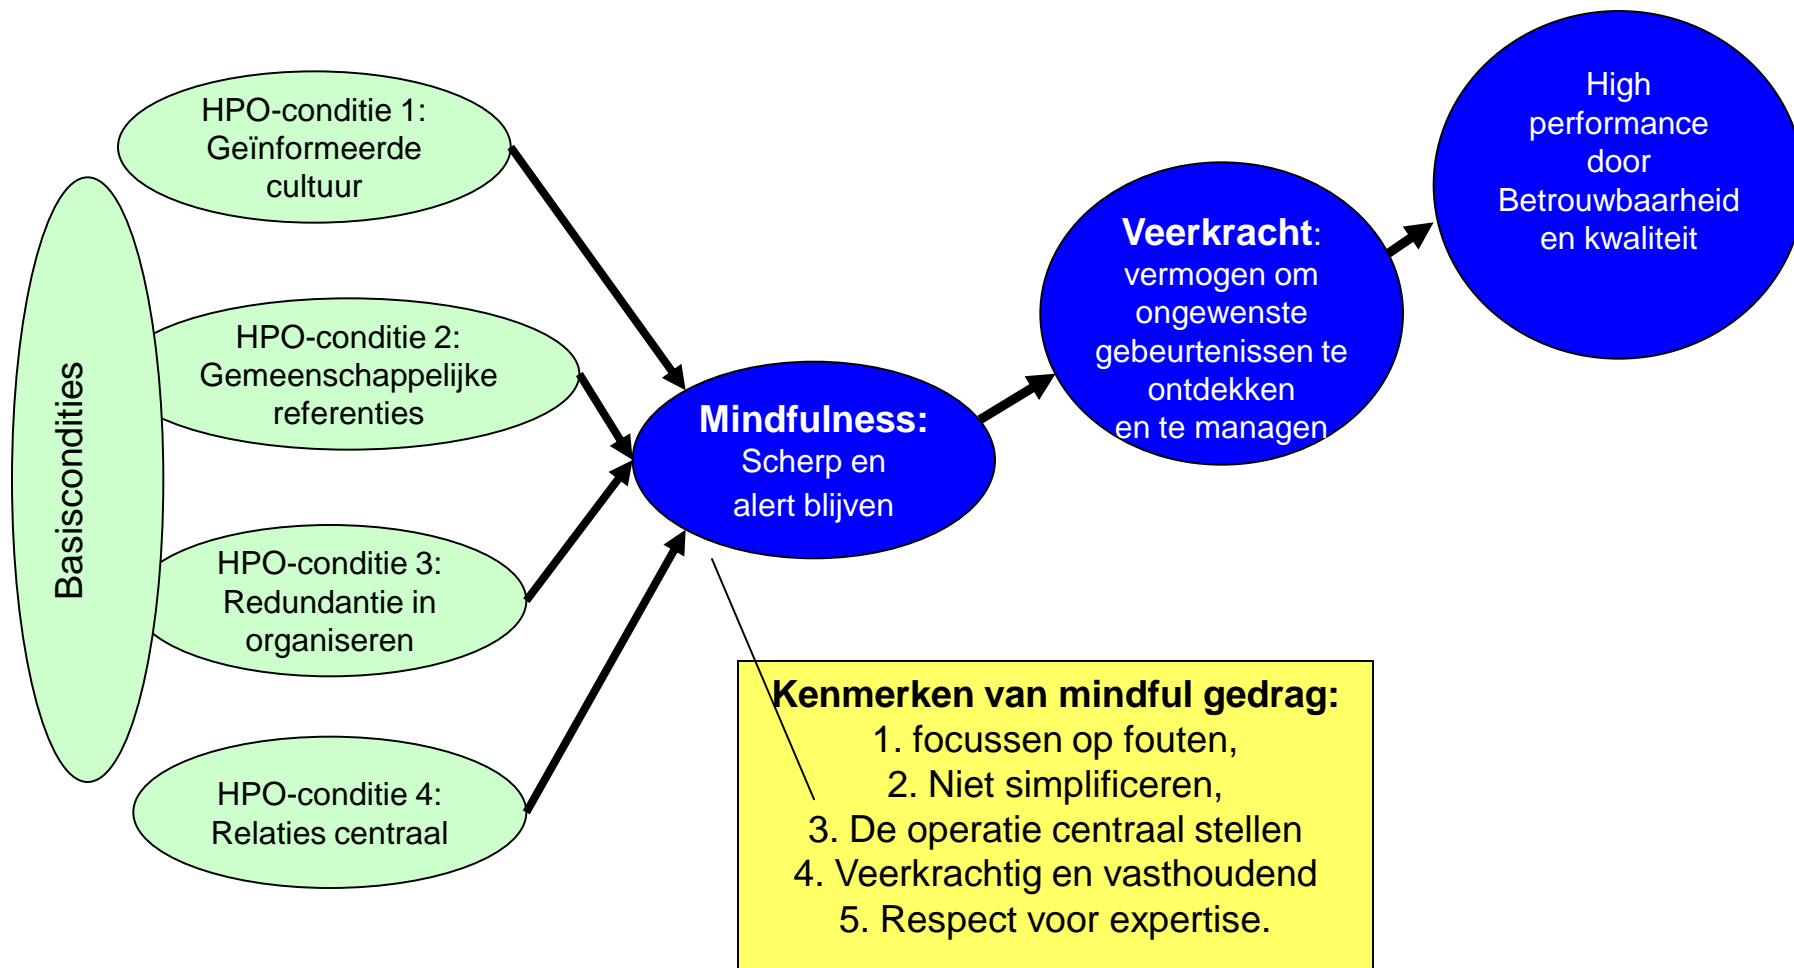 Basiscondities
HPO-conditie 1:
Geïnformeerde
cultuur
HPO-conditie 2:
Gemeenschappelijke
referenties
HPO-conditie 3:
Redundantie in
organiseren
HPO-conditie 4:
Relaties centraal
Mindfulness:
Scherp en
alert blijven
Veerkracht:
vermogen om
ongewenste
gebeurtenissen te
ontdekken
en te managen
High
performance
door
Betrouwbaarheid
en kwaliteit
Kenmerken van mindful gedrag:
1. focussen op fouten,
2. Niet simplificeren,
3. De operatie centraal stellen
4. Veerkrachtig en vasthoudend
5. Respect voor expertise.